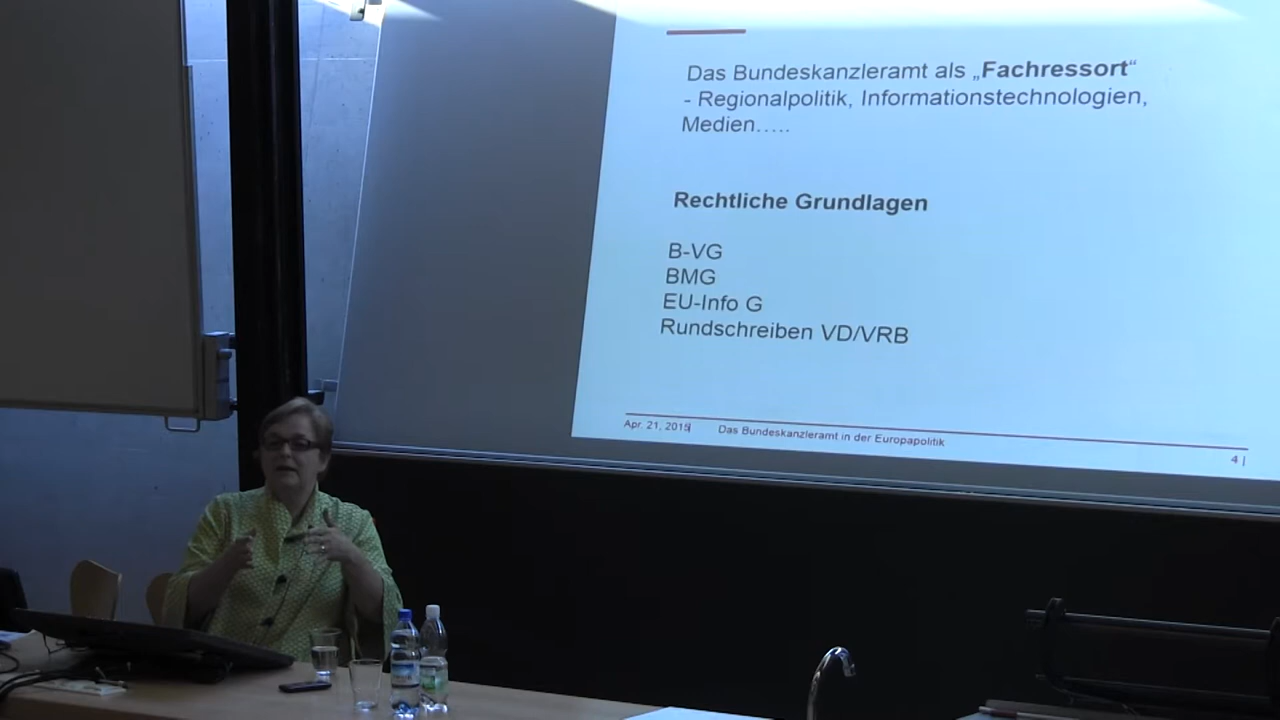 Das Bundeskanzleramt als „Fachressort“
- Regionalpolitik, Informationstechnologien,
Medien…..
Rechtliche Grundlagen
B-VG
BMG
EU-Info G
Rundschreiben VD/VRB
Apr. 21, 2015| Das Bundeskanzleramt in der Europapolitik
4 |